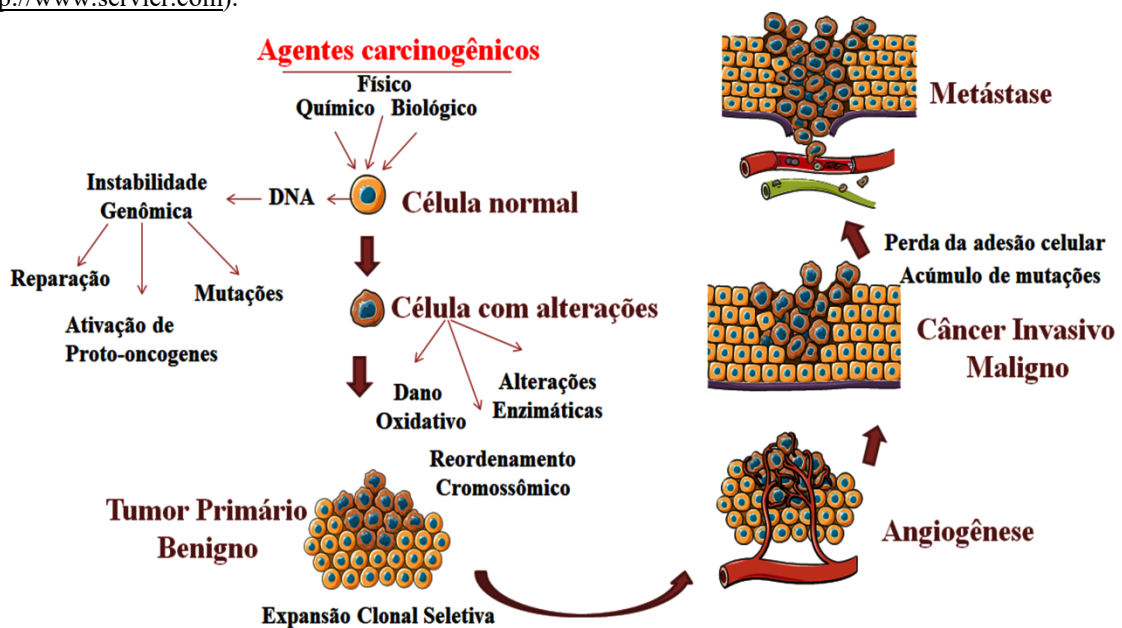 p://www.servier.com).
Agentes carcinogênicos
Físico
Químico Biológico
Instabilidade
Genômica
DNA
Célula normal
Reparação
Mutações
Ativação de
Proto-oncogenes
Célula com alterações
Dano
Oxidativo
Alterações
Enzimáticas
Reordenamento
Cromossômico
Tumor Primário
Benigno
Expansão Clonal Seletiva
Angiogênese
Câncer Invasivo
Maligno
Perda da adesão celular
Acúmulo de mutações
Metástase